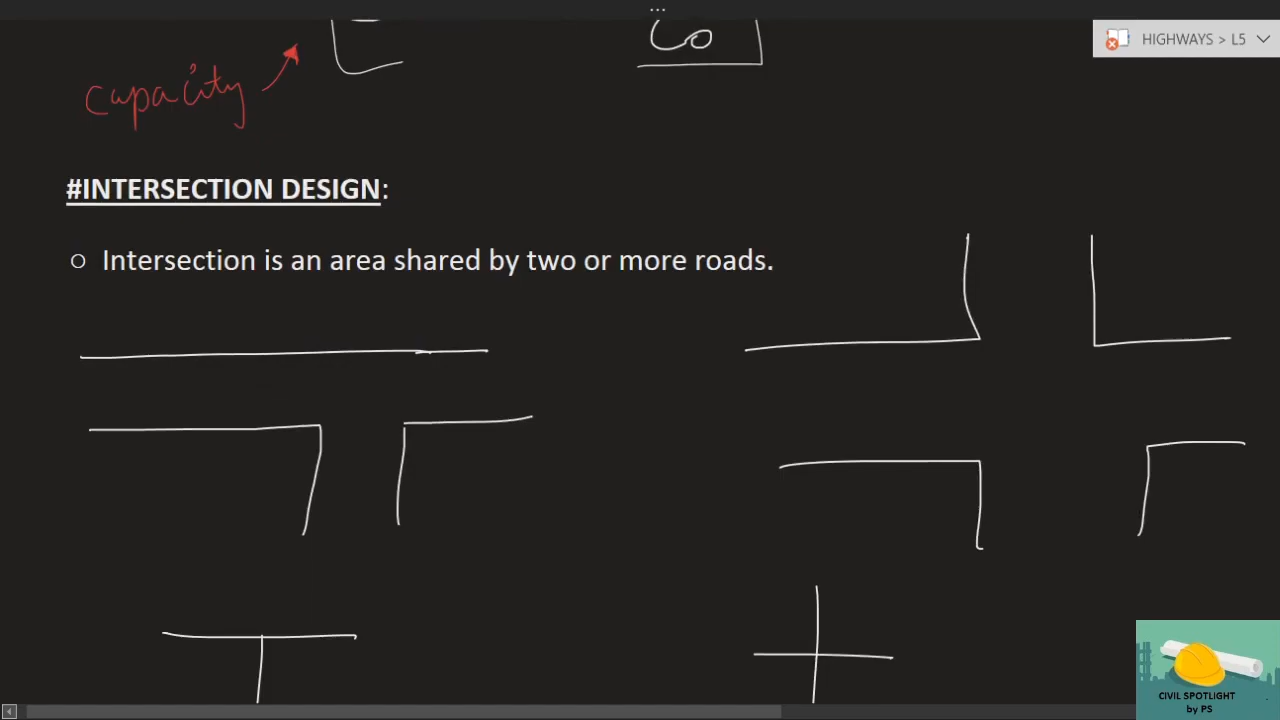 Co
HIGHWAYS > L5
capacity
#INTERSECTION DESIGN:
○ Intersection is an area shared by two or more roads.
CIVIL SPOTLIGHT
by PS